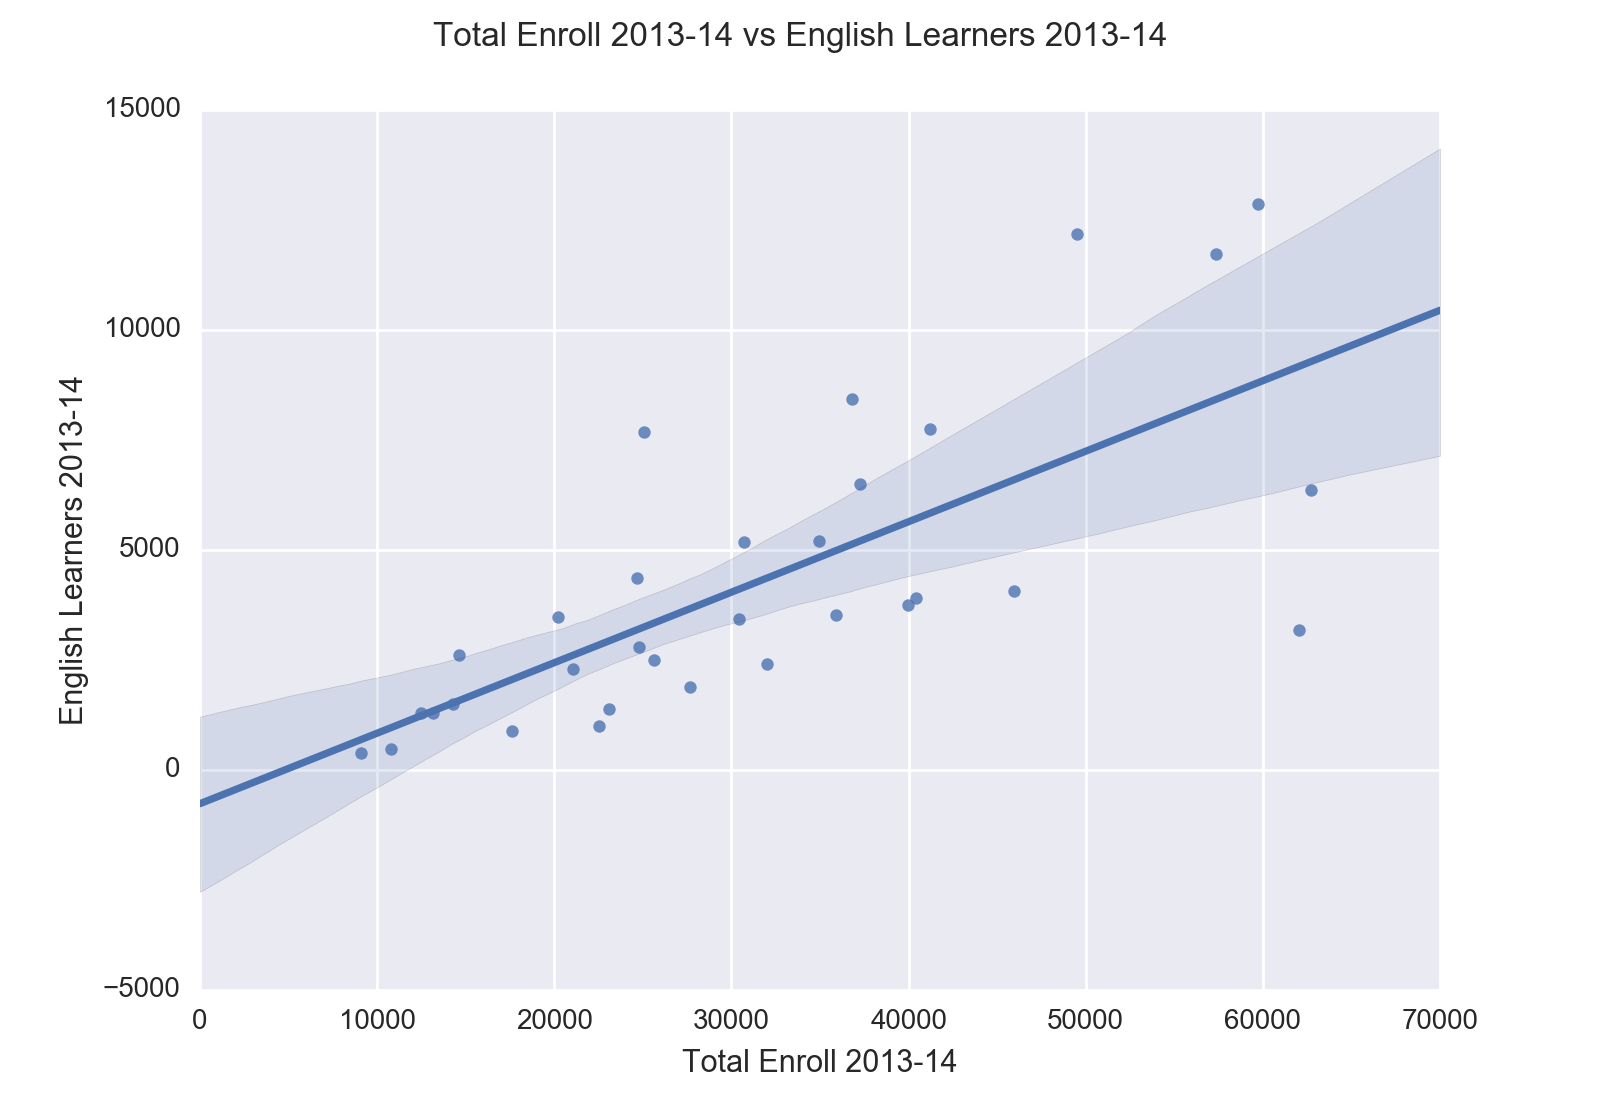 Total Enroll 2013-14 vs English Learners 2013-14
15000
10000
5000
0
−5000
English Learners 2013-14
0 10000 20000 30000 40000 50000 60000 70000
Total Enroll 2013-14